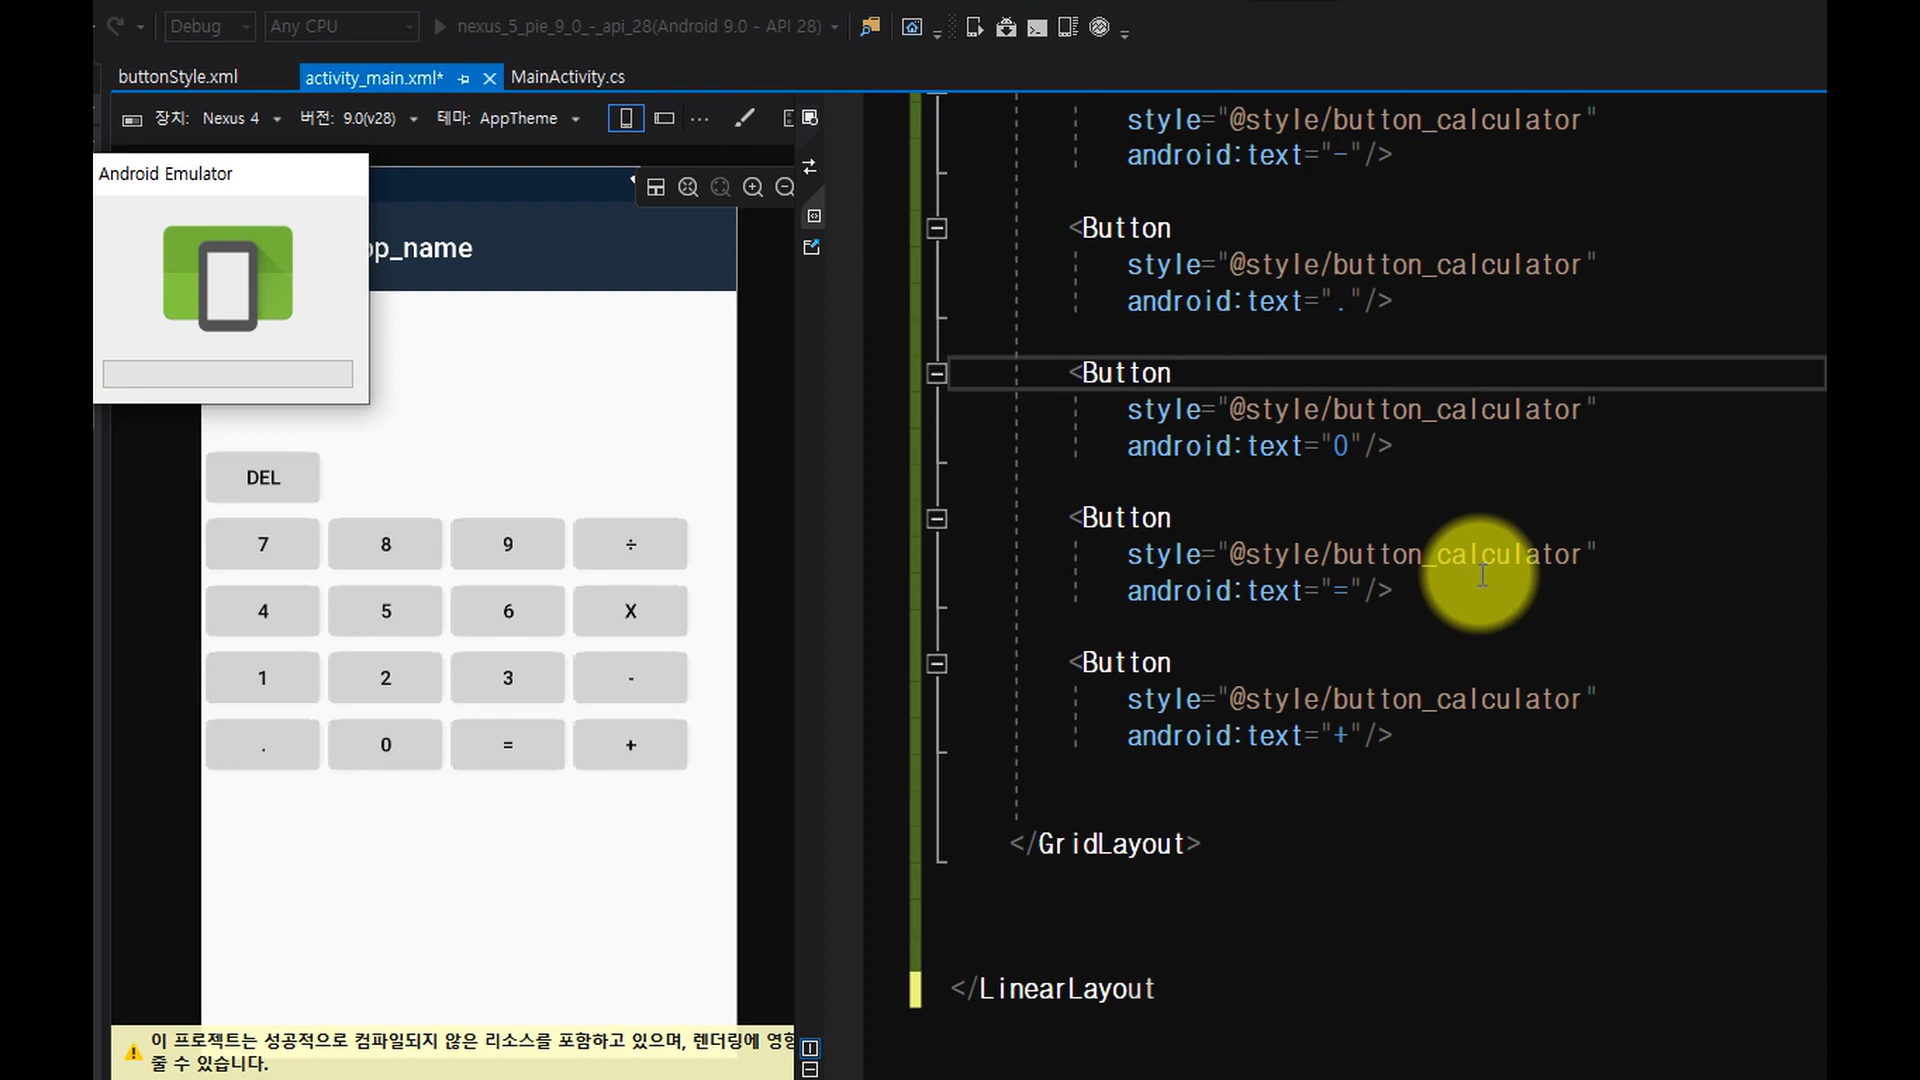 Debug
Any CPU
nexus_5_pie_9_0_-_api_28(Android 9.0 - API 28)
buttonStyle.xml
activity_main.xml*
MainActivity.cs
장치: Nexus 4
버전: 9.0(v28)
테마: AppTheme
Android Emulator
pp_name
DEL
7 8 9 ÷
4 5 6 X
1 2 3 -
. 0 = +
이 프로젝트는 성공적으로 컴파일되지 않은 리소스를 포함하고 있으며, 렌더링에 영향
줄 수 있습니다.
style="@style/button_calculator"
android:text="-"/>
<Button
style="@style/button_calculator"
android:text="."/>
<Button
style="@style/button_calculator"
android:text="0"/>
<Button
style="@style/button_calculator"
android:text="="/>
<Button
style="@style/button_calculator"
android:text="+"/>
</GridLayout>
</LinearLayout